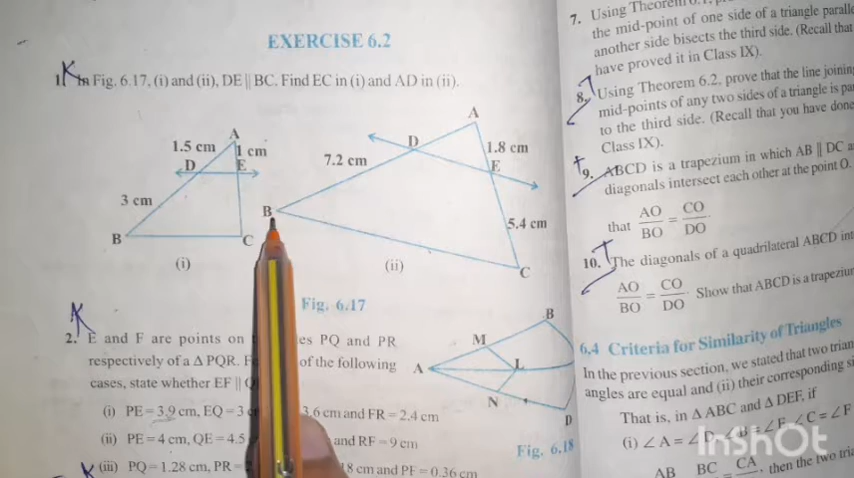 EXERCISE 6.2
1. In Fig. 6.17, (i) and (ii), DE || BC. Find EC in (i) and AD in (ii).
A
1.5 cm
1 cm
D
E
3 cm
B
C
(i)
A
D
7.2 cm
1.8 cm
E
B
5.4 cm
C
(ii)
Fig. 6.17
2. E and F are points on PQ and PR
respectively of a Δ PQR. of the following
cases, state whether EF ||
(i) PE = 3.9 cm, EQ = 3 3.6 cm and FR = 2.4 cm
(ii) PE = 4 cm, QE = 4.5 and RF = 9 cm
(iii) PQ = 1.28 cm, PR = 18 cm and PF = 0.36 cm
B
M
A
L
N
D
Fig. 6.18
7. Using Theorem
the mid-point of one side of a triangle
another side bisects the third side. (Recall that
have proved it in Class IX).
8. Using Theorem 6.2, prove that the line
mid-points of any two sides of a triangle is
to the third side. (Recall that you have done
Class IX).
9. ABCD is a trapezium in which AB || DC
diagonals intersect each other at the point O.
that AO/BO = CO/DO
10. The diagonals of a quadrilateral ABCD
AO/BO = CO/DO Show that ABCD is a
6.4 Criteria for Similarity of Triangles
In the previous section, we stated that two
angles are equal and (ii) their corresponding
That is, in Δ ABC and Δ DEF, if
(i) ∠ A = ∠ D, ∠ B = ∠ E, ∠ C = ∠ F
AB BC CA, then the two
InShOt